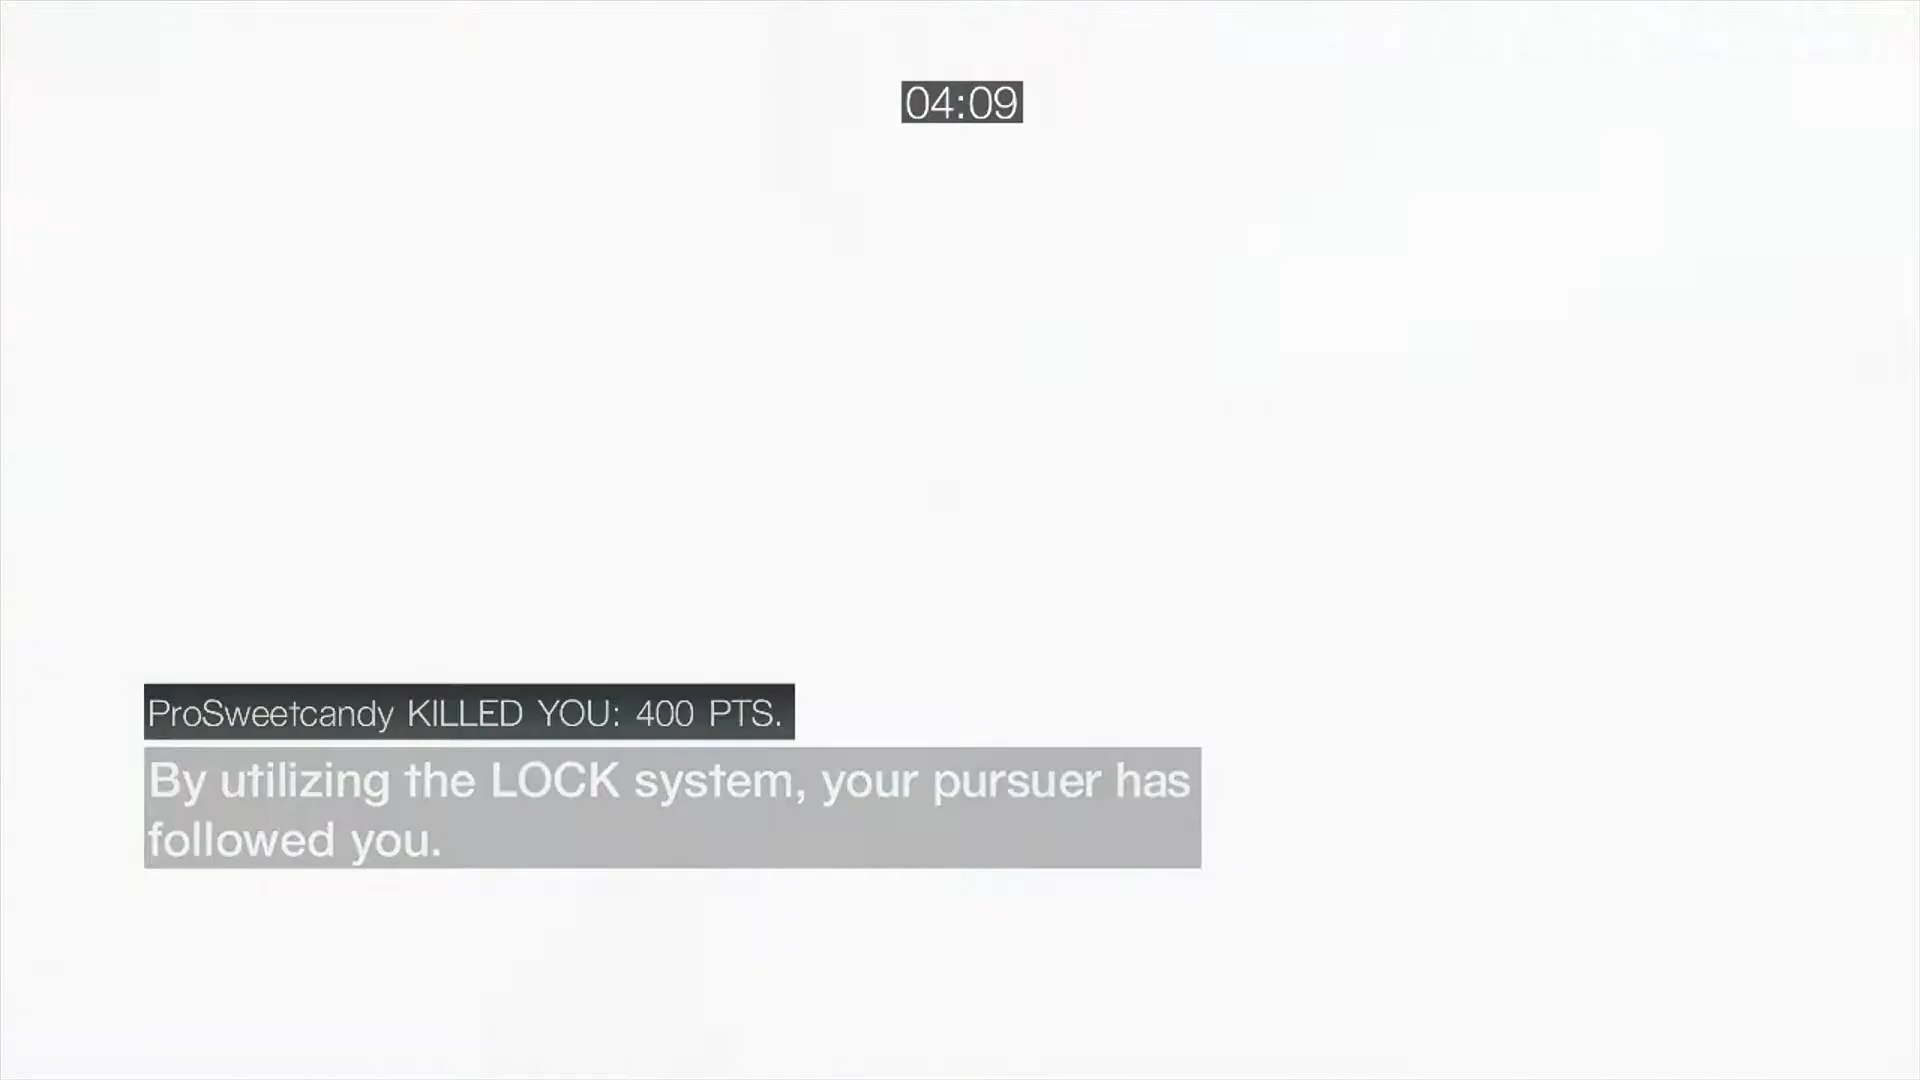 04:09
ProSweetcandy KILLED YOU: 400 PTS.
By utilizing the LOCK system, your pursuer has
followed you.